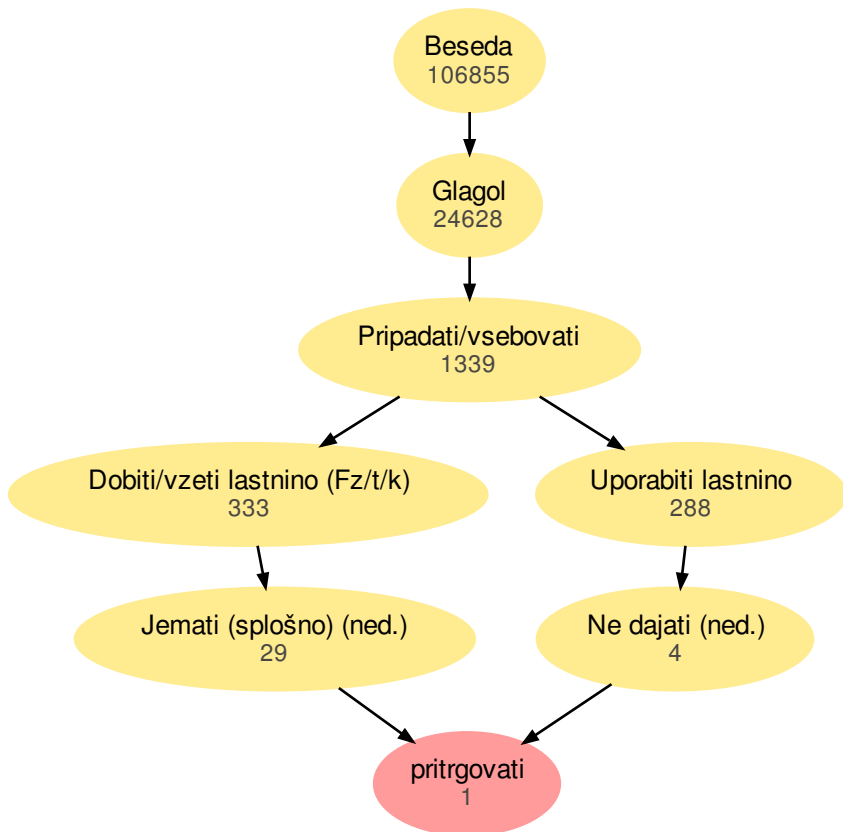 Beseda
106855
Glagol
24628
Pripadati/vsebovati
1339
Dobiti/vzeti lastnino (Fz/t/k)
333
Uporabiti lastnino
288
Jemati (splošno) (ned.)
29
Ne dajati (ned.)
4
pritrgovati
1